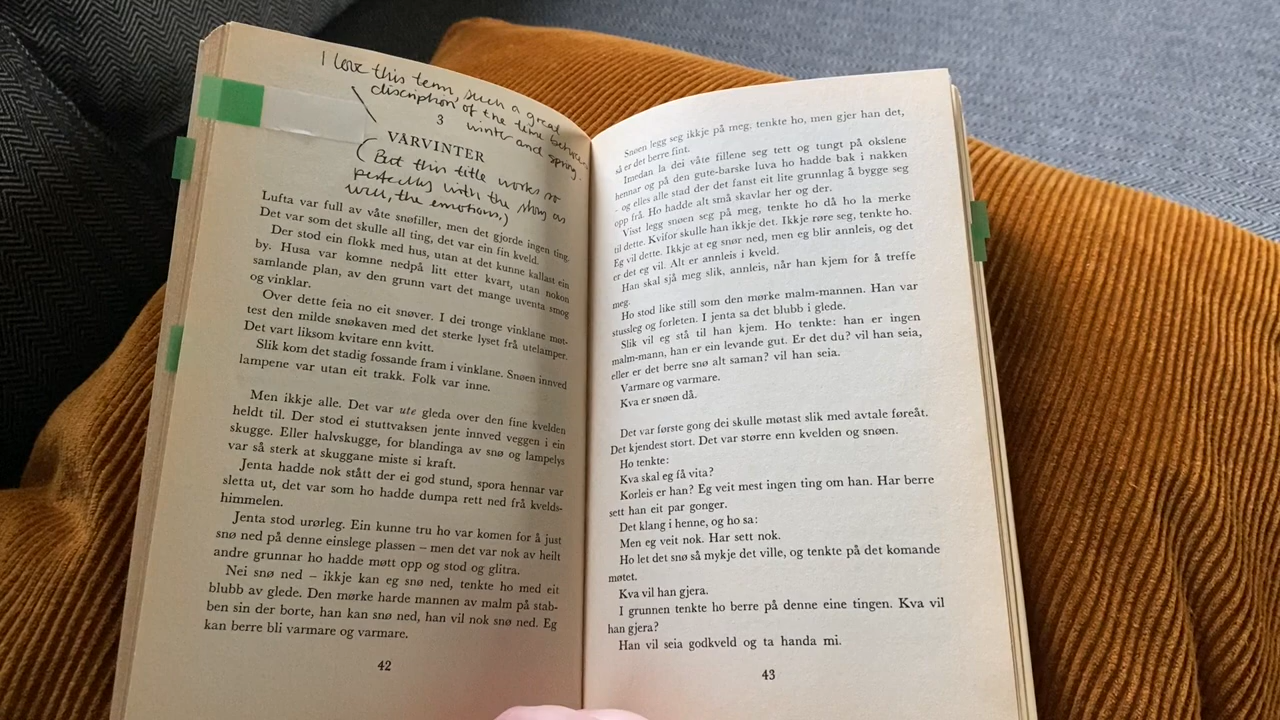 I love this term, such a great
discription of the time between
winter and spring.
3
VÅRVINTER
(But this title works so
perfectly with the story as
well, the emotions,)
Lufta var full av våte snøfiller, men det gjorde ingen ting.
Det var som det skulle all ting, det var ein fin kveld.
Der stod ein flokk med hus, utan at det kunne kallast ein
by. Husa var komne nedpå litt etter kvart, utan nokon
samlande plan, av den grunn vart det mange uventa smog
og vinklar.
Over dette feia no eit snøver. I dei tronge vinklane møt-
test den milde snøkaven med det sterke lyset frå utelamper.
Det vart liksom kvitare enn kvitt.
Slik kom det stadig fossande fram i vinklane. Snøen innved
lampene var utan eit trakk. Folk var inne.
Men ikkje alle. Det var ute gleda over den fine kvelden
heldt til. Der stod ei stuttvaksen jente innved veggen i ein
skugge. Eller halvskugge, for blandinga av snø og lampelys
var så sterk at skuggane miste si kraft.
Jenta hadde nok stått der ei god stund, spora hennar var
sletta ut, det var som ho hadde dumpa rett ned frå kvelds-
himmelen.
Jenta stod urørleg. Ein kunne tru ho var komen for å just
snø ned på denne einslege plassen – men det var nok av heilt
andre grunnar ho hadde møtt opp og stod og glitra.
Nei snø ned – ikkje kan eg snø ned, tenkte ho med eit
blubb av glede. Den mørke harde mannen av malm på stab-
ben sin der borte, han kan snø ned, han vil nok snø ned. Eg
kan berre bli varmare og varmare.
42
Snøen legg seg ikkje på meg, tenkte ho, men gjer han det,
så er det berre fint.
Imedan la dei våte fillene seg tett og tungt på okslene
hennar og på den gute-barske luva ho hadde bak i nakken
- og elles alle stad der det fanst eit lite grunnlag å bygge seg
opp frå. Ho hadde alt små skavlar her og der.
Visst legg snøen seg på meg, tenkte ho då ho la merke
til dette. Kvifor skulle han ikkje det. Ikkje røre seg, tenkte ho.
Eg vil dette. Ikkje at eg snør ned, men eg blir annleis, og det
er det eg vil. Alt er annleis i kveld.
Han skal sjå meg slik, annleis, når han kjem for å treffe
meg.
Ho stod like still som den mørke malm-mannen. Han var
stussleg og forleten. I jenta sa det blubb i glede.
Slik vil eg stå til han kjem. Ho tenkte: han er ingen
malm-mann, han er ein levande gut. Er det du? vil han seia,
eller er det berre snø alt saman? vil han seia.
Varmare og varmare.
Kva er snøen då.
Det var første gong dei skulle møtast slik med avtale føreåt.
Det kjendest stort. Det var større enn kvelden og snøen.
Ho tenkte:
Kva skal eg få vita?
Korleis er han? Eg veit mest ingen ting om han. Har berre
sett han eit par gonger.
Det klang i henne, og ho sa:
Men eg veit nok. Har sett nok.
Ho let det snø så mykje det ville, og tenkte på det komande
møtet.
Kva vil han gjera.
I grunnen tenkte ho berre på denne eine tingen. Kva vil
han gjera?
Han vil seia godkveld og ta handa mi.
43